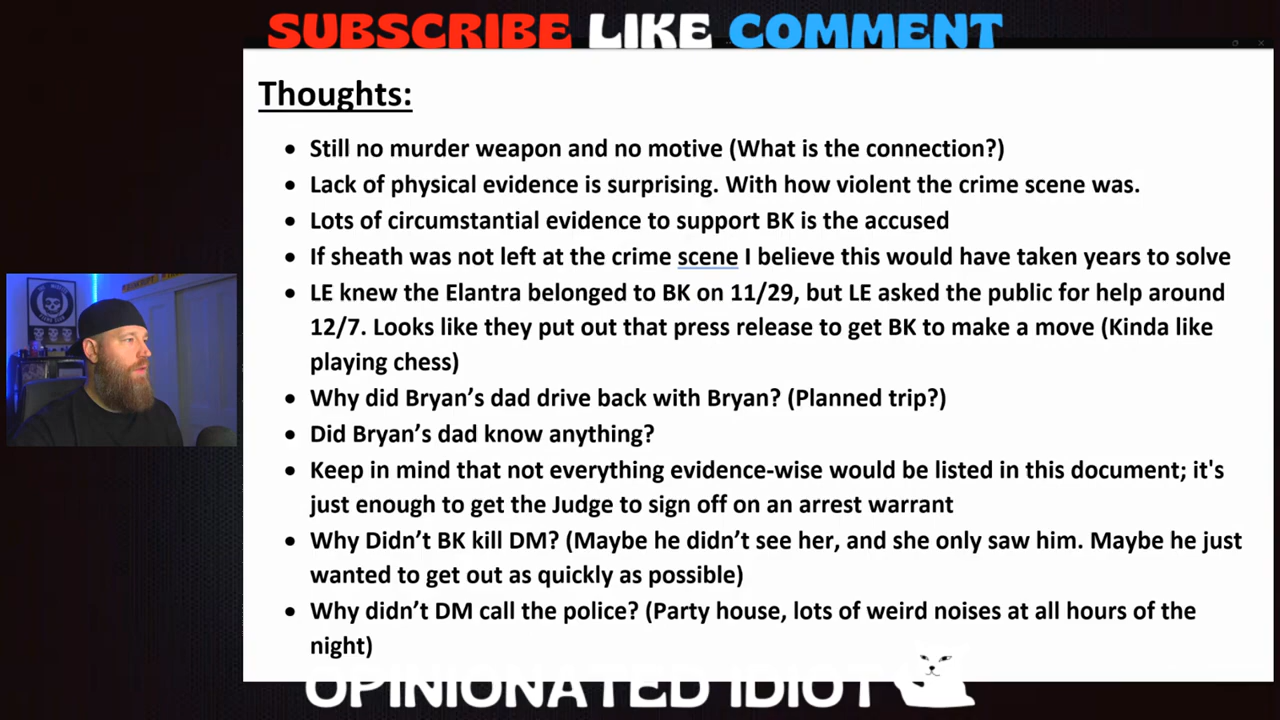 SUBSCRIBE LIKE COMMENT
Thoughts:
• Still no murder weapon and no motive (What is the connection?)
• Lack of physical evidence is surprising. With how violent the crime scene was.
• Lots of circumstantial evidence to support BK is the accused
• If sheath was not left at the crime scene I believe this would have taken years to solve
• LE knew the Elantra belonged to BK on 11/29, but LE asked the public for help around
12/7. Looks like they put out that press release to get BK to make a move (Kinda like
playing chess)
• Why did Bryan’s dad drive back with Bryan? (Planned trip?)
• Did Bryan’s dad know anything?
• Keep in mind that not everything evidence-wise would be listed in this document; it's
just enough to get the Judge to sign off on an arrest warrant
• Why Didn’t BK kill DM? (Maybe he didn’t see her, and she only saw him. Maybe he just
wanted to get out as quickly as possible)
• Why didn’t DM call the police? (Party house, lots of weird noises at all hours of the
night)
OPINIONATED IDIOT